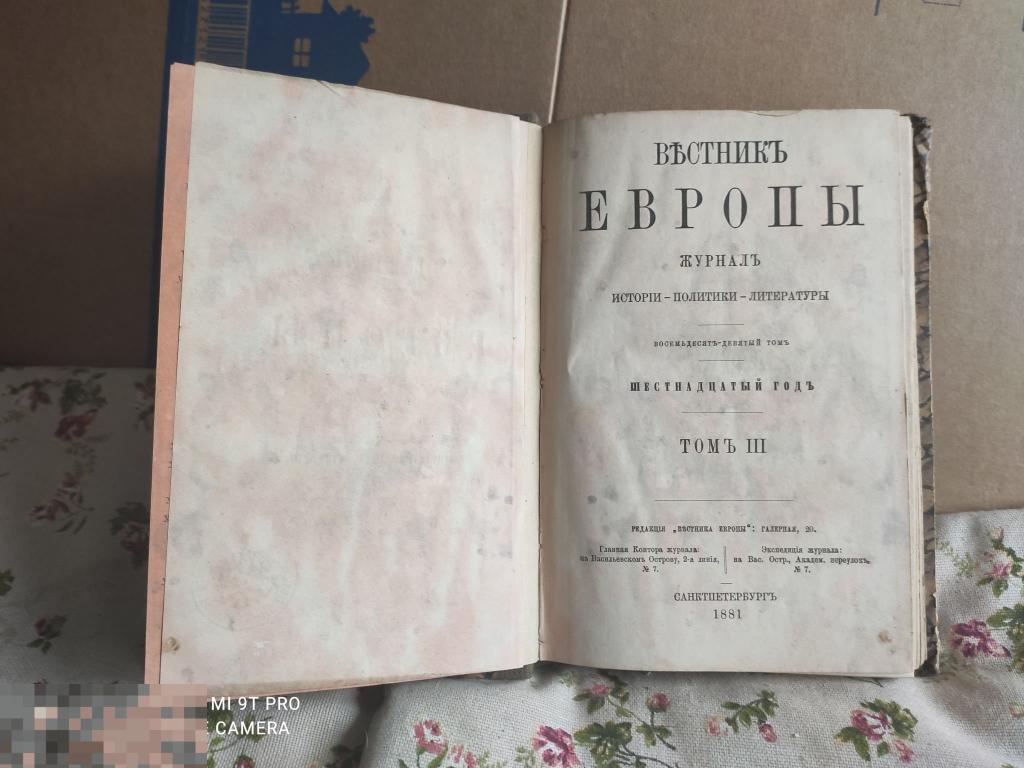 ВѢСТНИКЪ
ЕВРОПЫ
ЖУРНАЛЪ
ИСТОРІИ – ПОЛИТИКИ – ЛИТЕРАТУРЫ
ВОСЕМЬДЕСЯТЪ-ДЕВЯТЫЙ ТОМЪ
ШЕСТНАДЦАТЫЙ ГОДЪ
ТОМЪ III
РЕДАКЦІЯ „ВѢСТНИКА ЕВРОПЫ": ГАЛЕРНАЯ, 20.
Главная Контора журнала:
на Васильевскомъ Острову, 2-я линія,
№ 7.
Экспедиція журнала:
на Вас. Остр., Академ. переулокъ,
№ 7.
САНКТПЕТЕРБУРГЪ
1881
MI 9T PRO
CAMERA